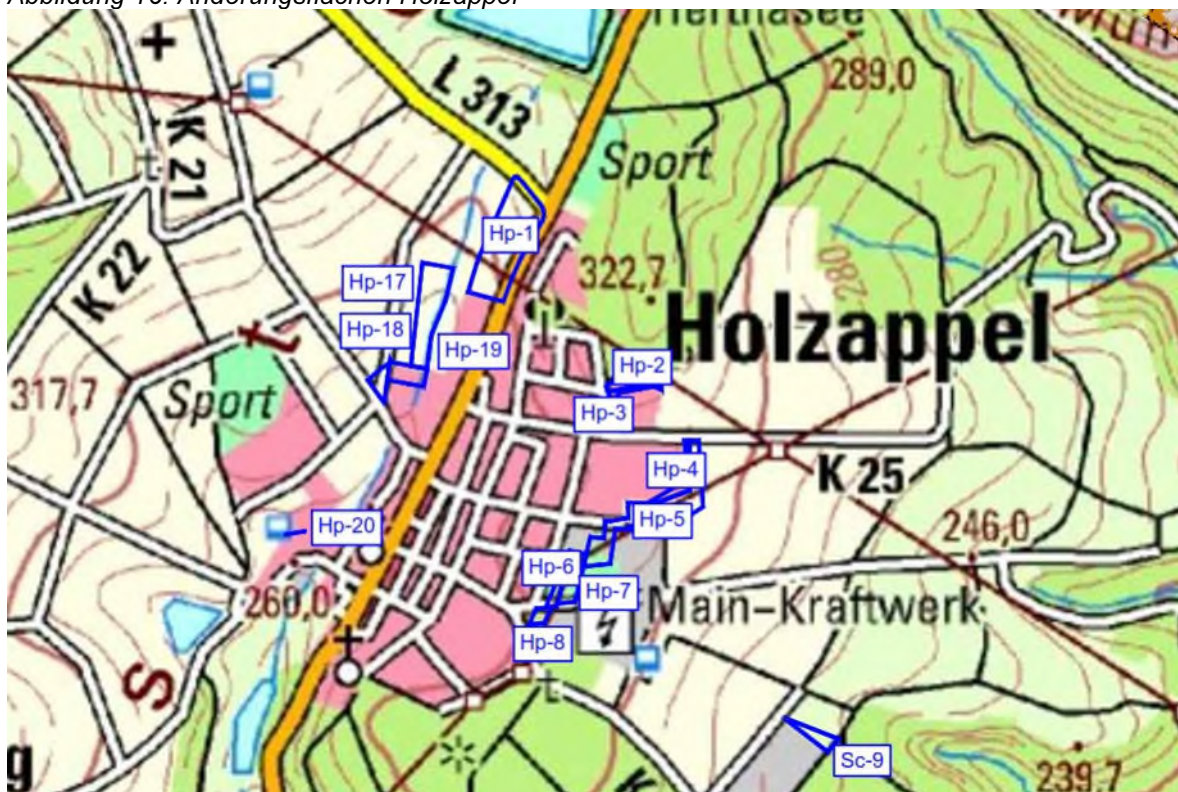 Abbildung 10: Änderungsflächen Holzappel
Herthasee
289,0
L 313
K 21
Sport
Hp-1
322,7
Hp-17
K 22
280
Holzappel
Hp-18
Hp-19
Hp-2
317,7
Sport
Hp-3
Hp-4
K 25
Hp-5
Hp-20
246,0
Hp-6
Hp-7
260,0
Main-Kraftwerk
Hp-8
S
Sc-9
g
239,7